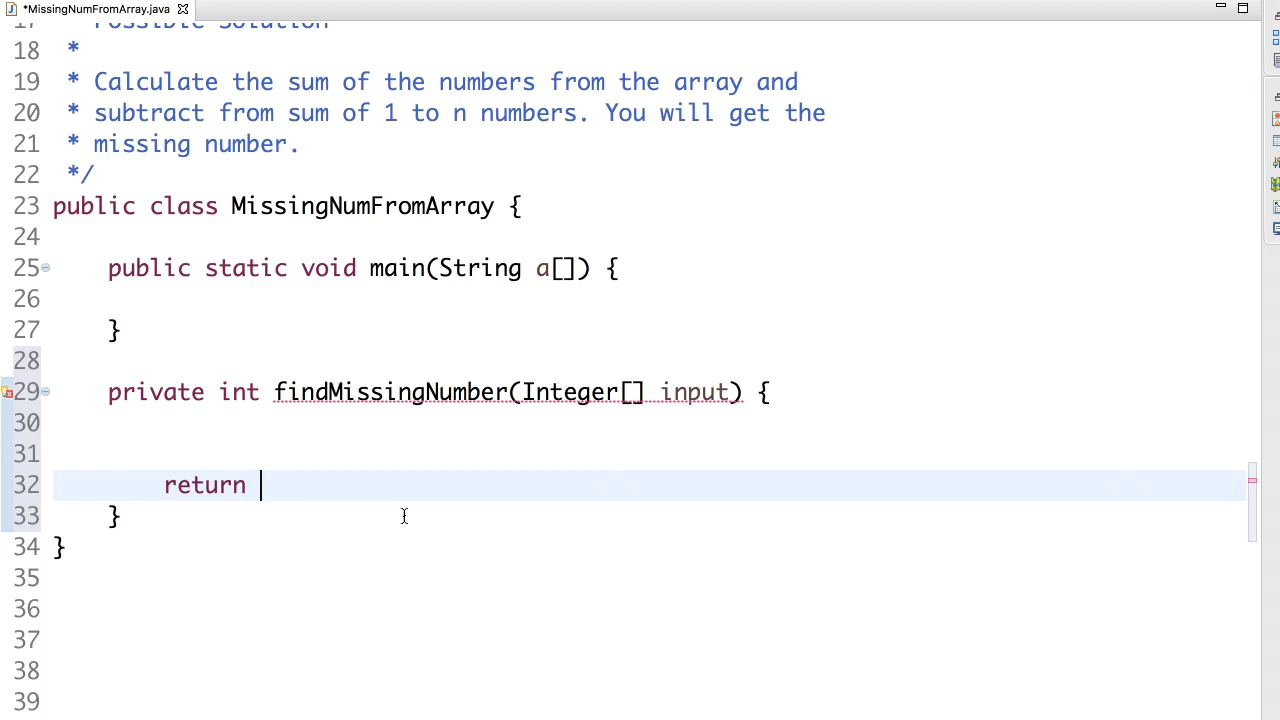 *MissingNumFromArray.java
17 * Possible Solution
18 *
19 * Calculate the sum of the numbers from the array and
20 * subtract from sum of 1 to n numbers. You will get the
21 * missing number.
22 */
23 public class MissingNumFromArray {
24
25 public static void main(String a[]) {
26
27 }
28
29 private int findMissingNumber(Integer[] input) {
30
31
32 return
33 }
34 }
35
36
37
38
39